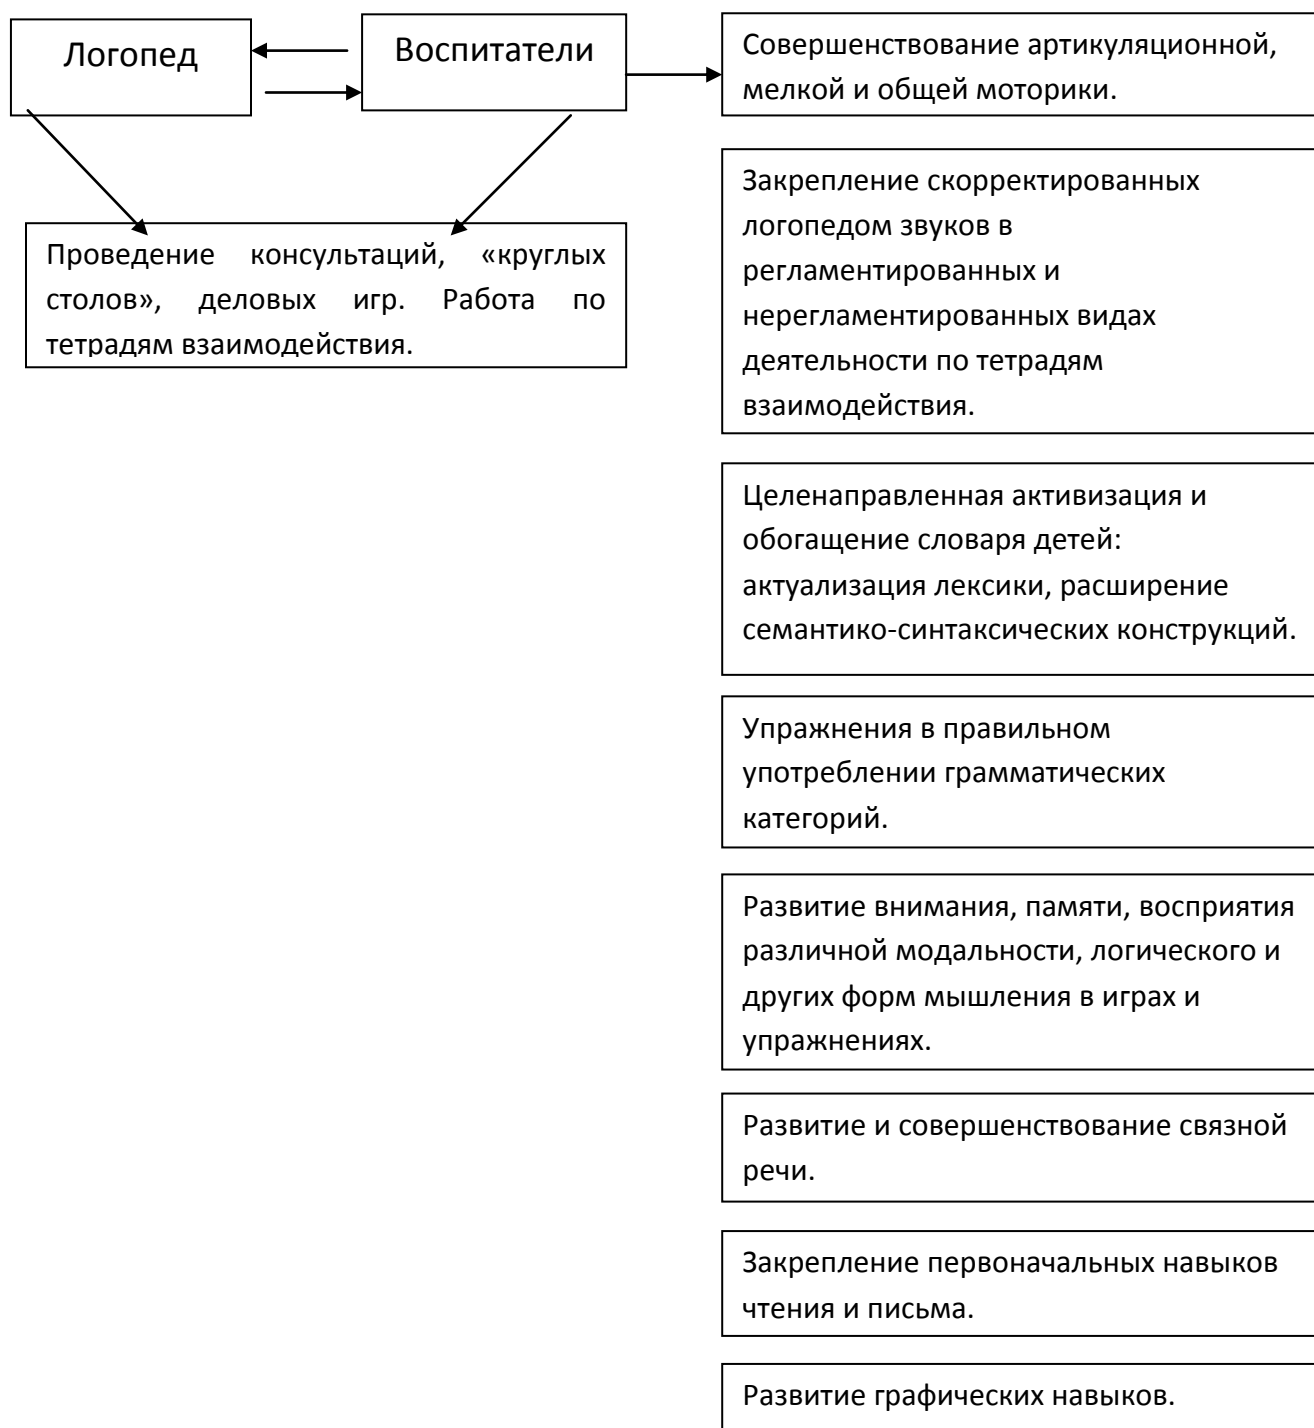 Логопед
Воспитатели
Проведение консультаций, «круглых
столов», деловых игр. Работа по
тетрадям взаимодействия.
Совершенствование артикуляционной,
мелкой и общей моторики.
Закрепление скорректированных
логопедом звуков в
регламентированных и
нерегламентированных видах
деятельности по тетрадям
взаимодействия.
Целенаправленная активизация и
обогащение словаря детей:
актуализация лексики, расширение
семантико-синтаксических конструкций.
Упражнения в правильном
употреблении грамматических
категорий.
Развитие внимания, памяти, восприятия
различной модальности, логического и
других форм мышления в играх и
упражнениях.
Развитие и совершенствование связной
речи.
Закрепление первоначальных навыков
чтения и письма.
Развитие графических навыков.